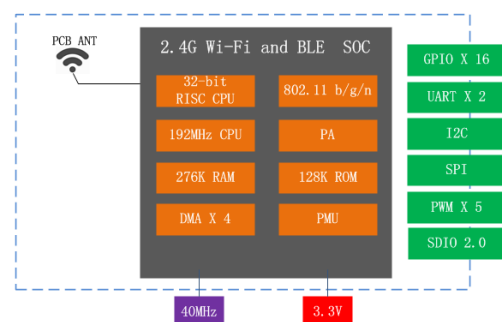 PCB ANT
2.4G Wi-Fi and BLE SOC
32-bit
RISC CPU
802.11 b/g/n
192MHz CPU
PA
276K RAM
128K ROM
DMA X 4
PMU
GPIO X 16
UART X 2
I2C
SPI
PWM X 5
SDIO 2.0
40MHz
3.3V